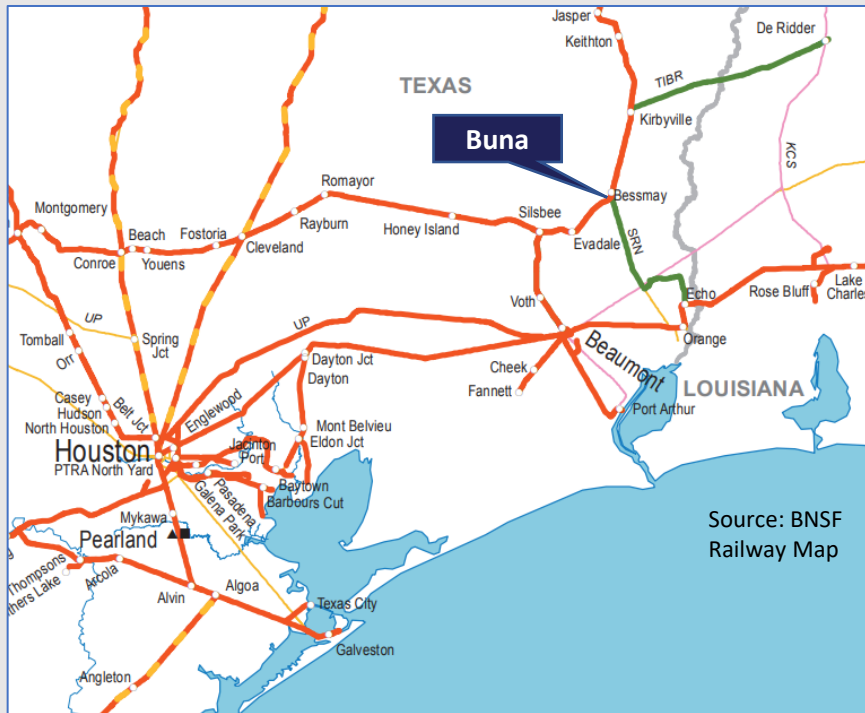 Jasper
Keithton
De Ridder
TEXAS
TIBR
Kirbyville
Buna
KCS
Bessmay
Romayor
Montgomery
Rayburn
Honey Island
Silsbee
Beach
Fostoria
Cleveland
Evadale
SRN
Conroe
Youens
Echo
Rose Bluff
Lake
Charles
Voth
UP
UP
Orange
Tomball
Spring
Jct
Orr
Dayton Jct
Dayton
Cheek
Beaumont
Fannett
LOUISIANA
Casey
Hudson
North Houston
Belt Jct
Englewood
Mont Belvieu
Eldon Jct
Port Arthur
Houston
Jacinton
Port
PTRA North Yard
Pasadena
Galena Park
Baytown
Barbours Cut
Mykawa
Pearland
Source: BNSF
Railway Map
Thompsons
thers Lake
Arcola
Alvin
Algoa
Texas City
Galveston
Angleton